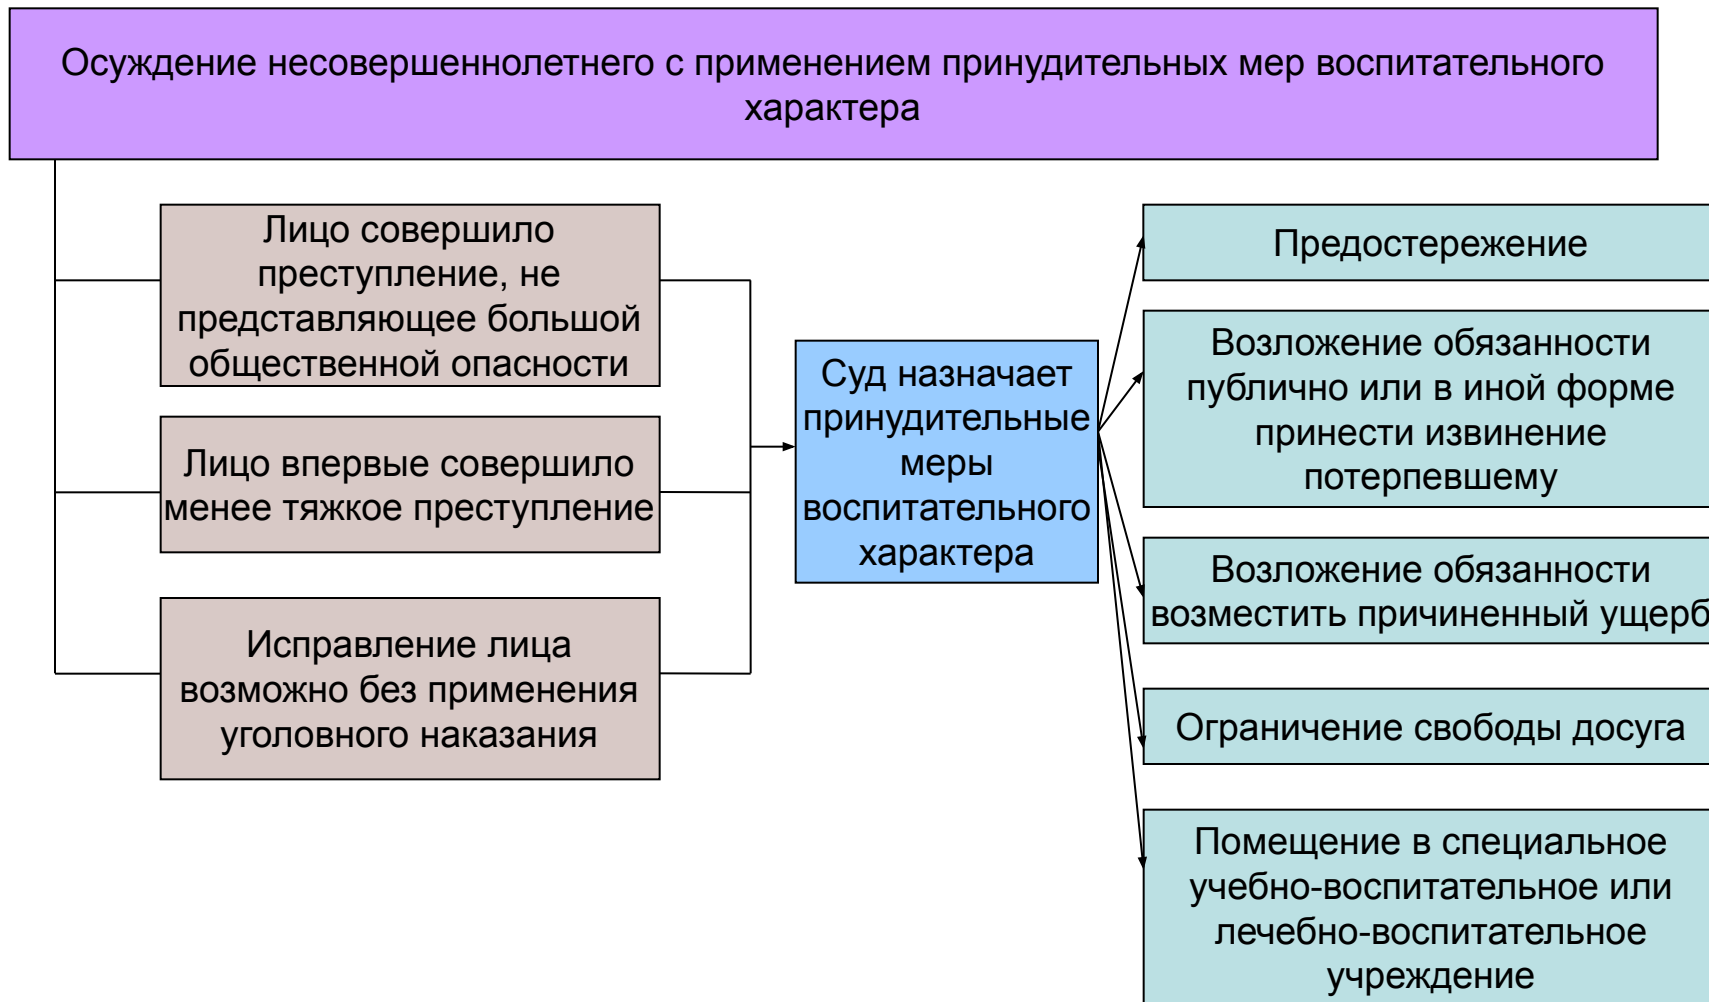 Осуждение несовершеннолетнего с применением принудительных мер воспитательного
характера
Лицо совершило
преступление, не
представляющее большой
общественной опасности
Лицо впервые совершило
менее тяжкое преступление
Исправление лица
возможно без применения
уголовного наказания
Суд назначает
принудительные
меры
воспитательного
характера
Предостережение
Возложение обязанности
публично или в иной форме
принести извинение
потерпевшему
Возложение обязанности
возместить причиненный ущерб
Ограничение свободы досуга
Помещение в специальное
учебно-воспитательное или
лечебно-воспитательное
учреждение